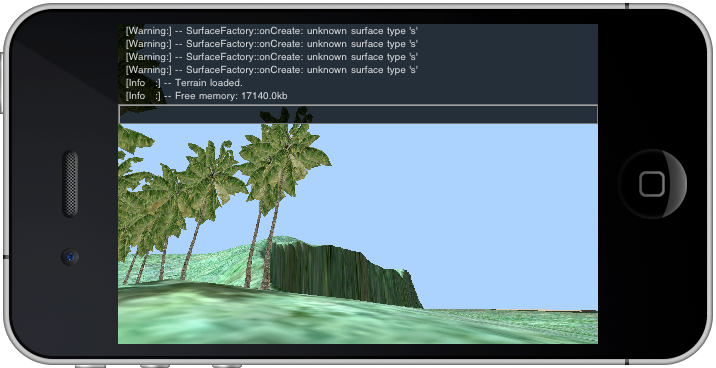 [Warning:] -- SurfaceFactory::onCreate: unknown surface type 's'
[Warning:] -- SurfaceFactory::onCreate: unknown surface type 's'
[Warning:] -- SurfaceFactory::onCreate: unknown surface type 's'
[Warning:] -- SurfaceFactory::onCreate: unknown surface type 's'
[Info :] -- Terrain loaded.
[Info :] -- Free memory: 17140.0kb